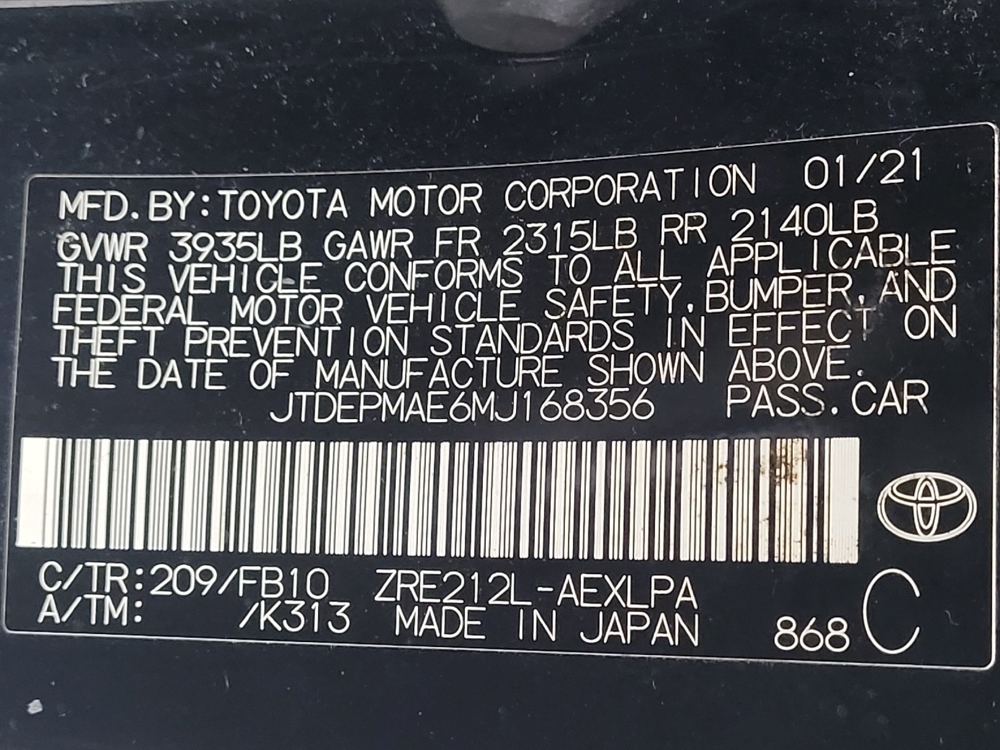 MFD. BY: TOYOTA MOTOR CORPORATION 01/21
GVWR 3935LB GAWR FR 2315LB RR 2140LB
THIS VEHICLE CONFORMS TO ALL APPLICABLE
FEDERAL MOTOR VEHICLE SAFETY, BUMPER, AND
THEFT PREVENTION STANDARDS IN EFFECT ON
THE DATE OF MANUFACTURE SHOWN ABOVE.
JTDEPMAE6MJ168356 PASS. CAR
C/TR: 209/FB10 ZRE212L-AEXLPA C
A/TM: /K313 MADE IN JAPAN 868